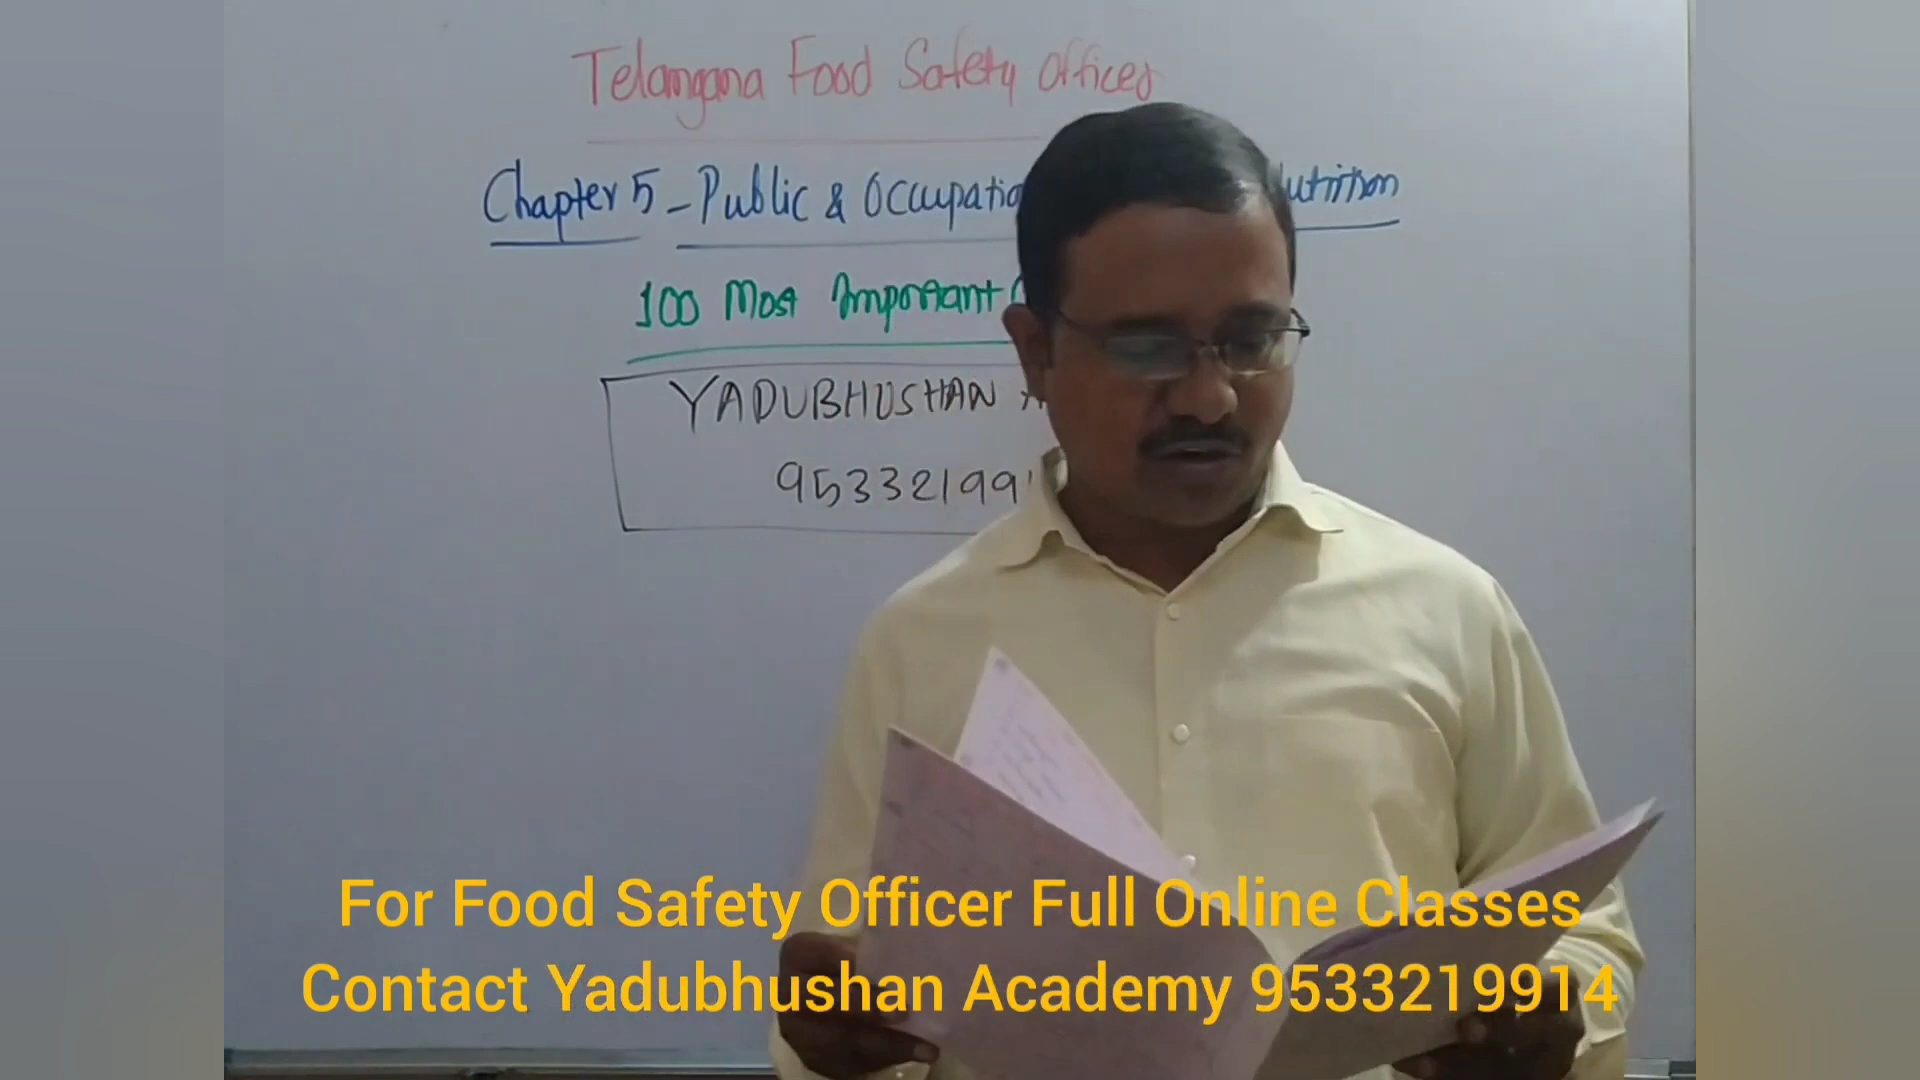 Telangana Food Safety Officer
Chapter 5 - Public & Occupatio utrition
100 Most Important
YADUBHUSHAN
953321991
For Food Safety Officer Full Online Classes
Contact Yadubhushan Academy 9533219914